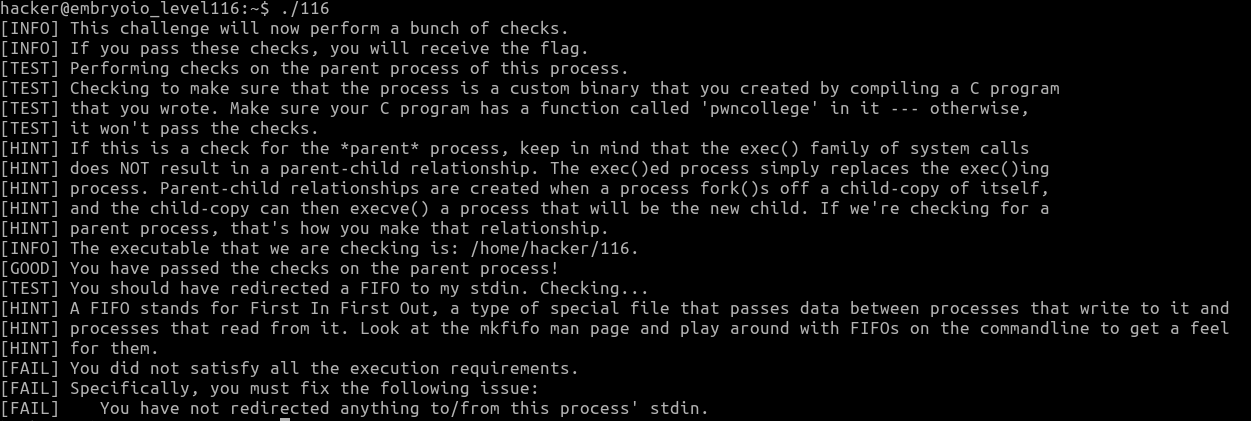 hacker@embryoio_level116:~$ ./116
[INFO] This challenge will now perform a bunch of checks.
[INFO] If you pass these checks, you will receive the flag.
[TEST] Performing checks on the parent process of this process.
[TEST] Checking to make sure that the process is a custom binary that you created by compiling a C program
[TEST] that you wrote. Make sure your C program has a function called 'pwncollege' in it --- otherwise,
[TEST] it won't pass the checks.
[HINT] If this is a check for the *parent* process, keep in mind that the exec() family of system calls
[HINT] does NOT result in a parent-child relationship. The exec()ed process simply replaces the exec()ing
[HINT] process. Parent-child relationships are created when a process fork()s off a child-copy of itself,
[HINT] and the child-copy can then execve() a process that will be the new child. If we're checking for a
[HINT] parent process, that's how you make that relationship.
[INFO] The executable that we are checking is: /home/hacker/116.
[GOOD] You have passed the checks on the parent process!
[TEST] You should have redirected a FIFO to my stdin. Checking...
[HINT] A FIFO stands for First In First Out, a type of special file that passes data between processes that write to it and
[HINT] processes that read from it. Look at the mkfifo man page and play around with FIFOs on the commandline to get a feel
[HINT] for them.
[FAIL] You did not satisfy all the execution requirements.
[FAIL] Specifically, you must fix the following issue:
[FAIL]    You have not redirected anything to/from this process' stdin.